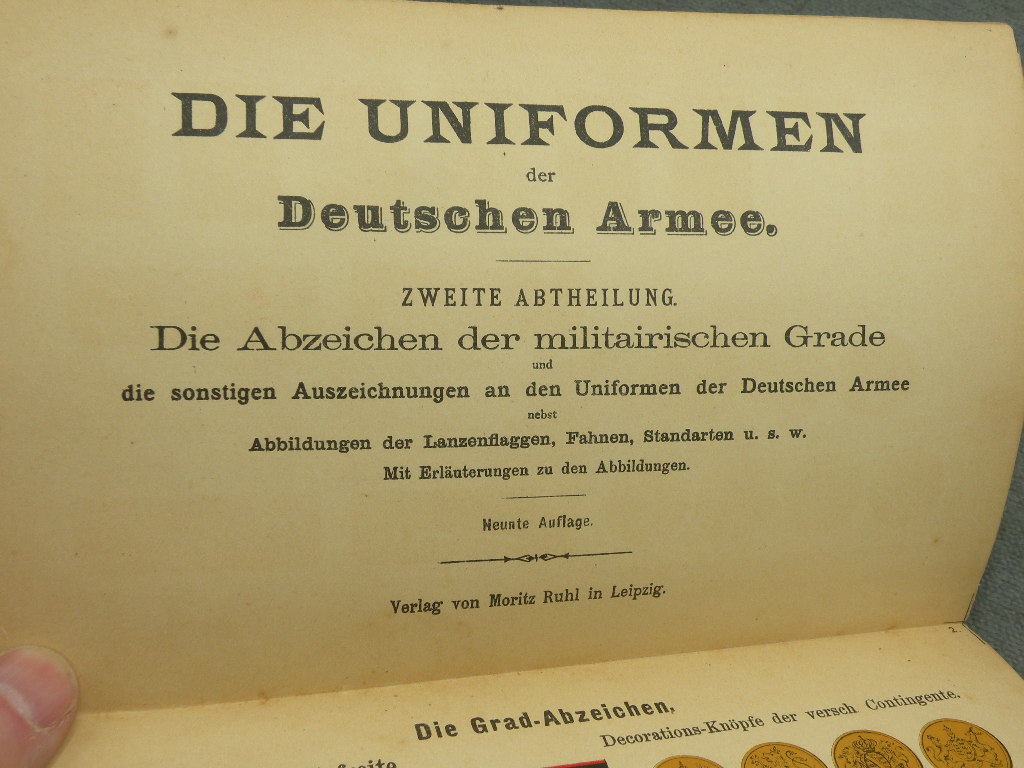 DIE UNIFORMEN
der
Deutschen Armee.
ZWEITE ABTHEILUNG.
Die Abzeichen der militairischen Grade
und
die sonstigen Auszeichnungen an den Uniformen der Deutschen Armee
nebst
Abbildungen der Lanzenflaggen, Fahnen, Standarten u. s. w.
Mit Erläuterungen zu den Abbildungen.
Neunte Auflage.
Verlag von Moritz Ruhl in Leipzig.
2.
Die Grad-Abzeichen,
Decorations-Knöpfe der versch Contingente.